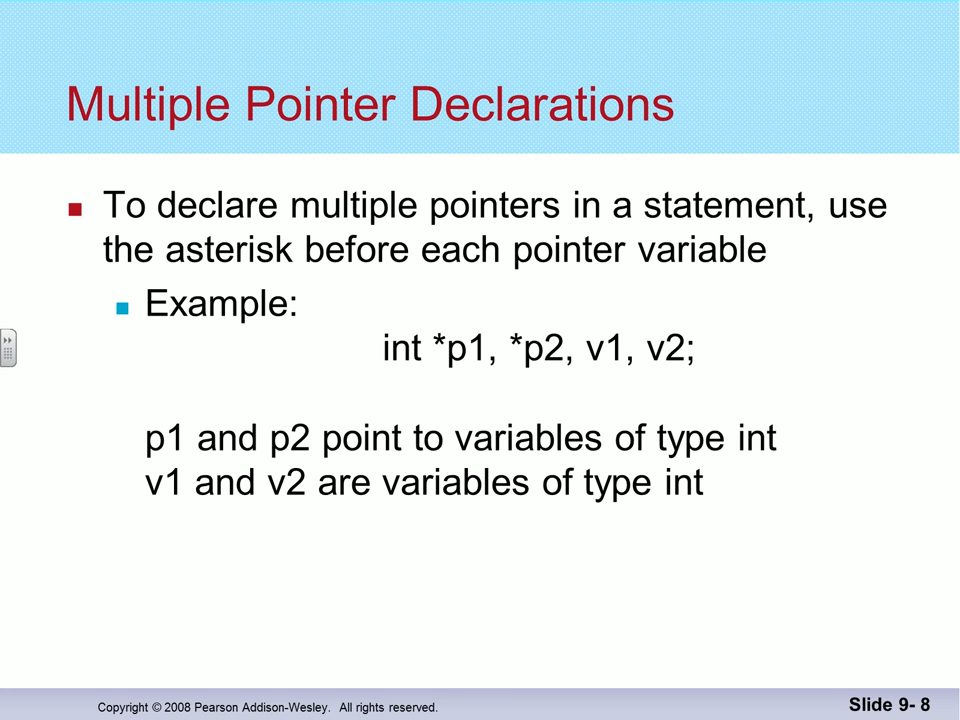 Multiple Pointer Declarations
To declare multiple pointers in a statement, use
the asterisk before each pointer variable
Example:
int *p1, *p2, v1, v2;
p1 and p2 point to variables of type int
v1 and v2 are variables of type int
Copyright © 2008 Pearson Addison-Wesley. All rights reserved.
Slide 9- 8